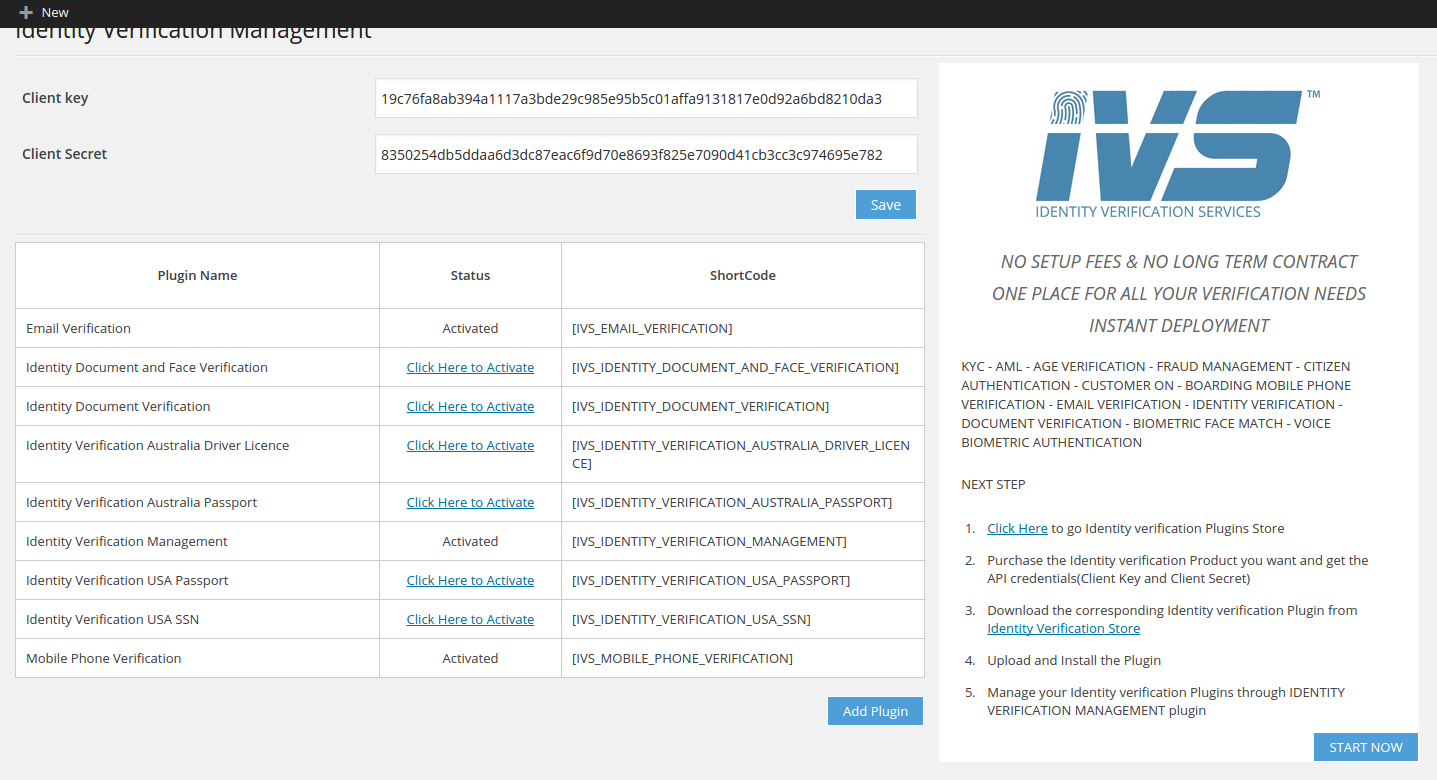 New
Identity Verification Management
Client key
19c76fa8ab394a1117a3bde29c985e95b5c01affa9131817e0d92a6bd8210da3
Client Secret
8350254db5ddaa6d3dc87eac6f9d70e8693f825e7090d41cb3cc3c974695e782
Save
Plugin Name Status ShortCode
Email Verification Activated [IVS_EMAIL_VERIFICATION]
Identity Document and Face Verification Click Here to Activate [IVS_IDENTITY_DOCUMENT_AND_FACE_VERIFICATION]
Identity Document Verification Click Here to Activate [IVS_IDENTITY_DOCUMENT_VERIFICATION]
Identity Verification Australia Driver Licence Click Here to Activate [IVS_IDENTITY_VERIFICATION_AUSTRALIA_DRIVER_LICEN
CE]
Identity Verification Australia Passport Click Here to Activate [IVS_IDENTITY_VERIFICATION_AUSTRALIA_PASSPORT]
Identity Verification Management Activated [IVS_IDENTITY_VERIFICATION_MANAGEMENT]
Identity Verification USA Passport Click Here to Activate [IVS_IDENTITY_VERIFICATION_USA_PASSPORT]
Identity Verification USA SSN Click Here to Activate [IVS_IDENTITY_VERIFICATION_USA_SSN]
Mobile Phone Verification Activated [IVS_MOBILE_PHONE_VERIFICATION]
Add Plugin
iVS TM
IDENTITY VERIFICATION SERVICES
NO SETUP FEES & NO LONG TERM CONTRACT
ONE PLACE FOR ALL YOUR VERIFICATION NEEDS
INSTANT DEPLOYMENT
KYC - AML - AGE VERIFICATION - FRAUD MANAGEMENT - CITIZEN
AUTHENTICATION - CUSTOMER ON - BOARDING MOBILE PHONE
VERIFICATION - EMAIL VERIFICATION - IDENTITY VERIFICATION -
DOCUMENT VERIFICATION - BIOMETRIC FACE MATCH - VOICE
BIOMETRIC AUTHENTICATION
NEXT STEP
1. Click Here to go Identity verification Plugins Store
2. Purchase the Identity verification Product you want and get the
API credentials(Client Key and Client Secret)
3. Download the corresponding Identity verification Plugin from
Identity Verification Store
4. Upload and Install the Plugin
5. Manage your Identity verification Plugins through IDENTITY
VERIFICATION MANAGEMENT plugin
START NOW